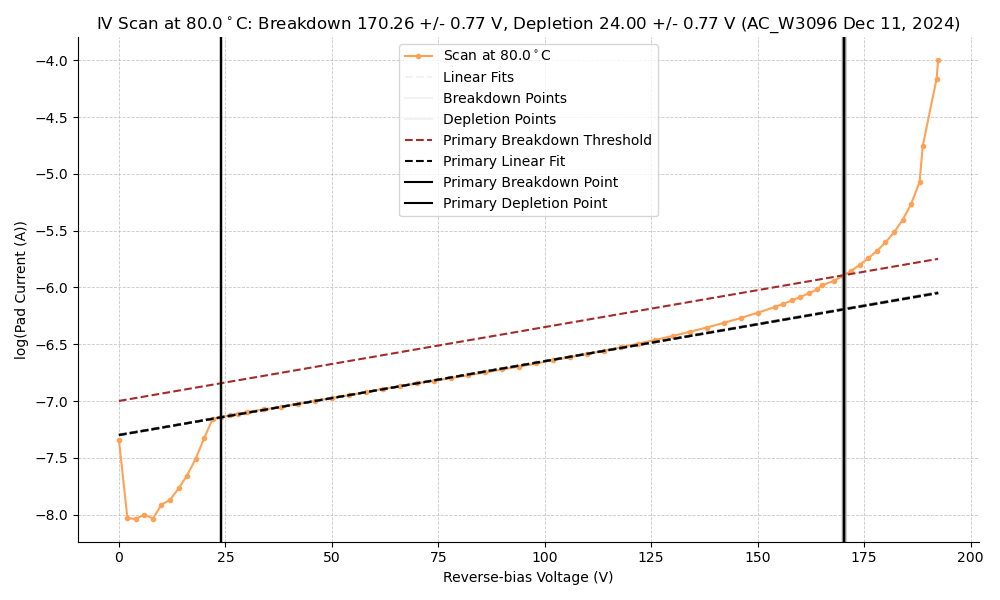 IV Scan at 80.0°C: Breakdown 170.26 +/- 0.77 V, Depletion 24.00 +/- 0.77 V (AC_W3096 Dec 11, 2024)
Scan at 80.0°C
Linear Fits
Breakdown Points
Depletion Points
Primary Breakdown Threshold
Primary Linear Fit
Primary Breakdown Point
Primary Depletion Point
log(Pad Current (A))
−4.0
−4.5
−5.0
−5.5
−6.0
−6.5
−7.0
−7.5
−8.0
0 25 50 75 100 125 150 175 200
Reverse-bias Voltage (V)